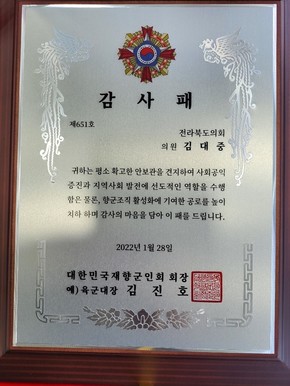 감사패
제651호
전라북도의회
의원 김대중
귀하는 평소 확고한 안보관을 견지하여 사회공익
증진과 지역사회 발전에 선도적인 역할을 수행
함은 물론, 향군조직 활성화에 기여한 공로를 높이
치하 하며 감사의 마음을 담아 이 패를 드립니다.
2022년 1월 28일
대한민국재향군인회 회장
예)육군대장 김진호